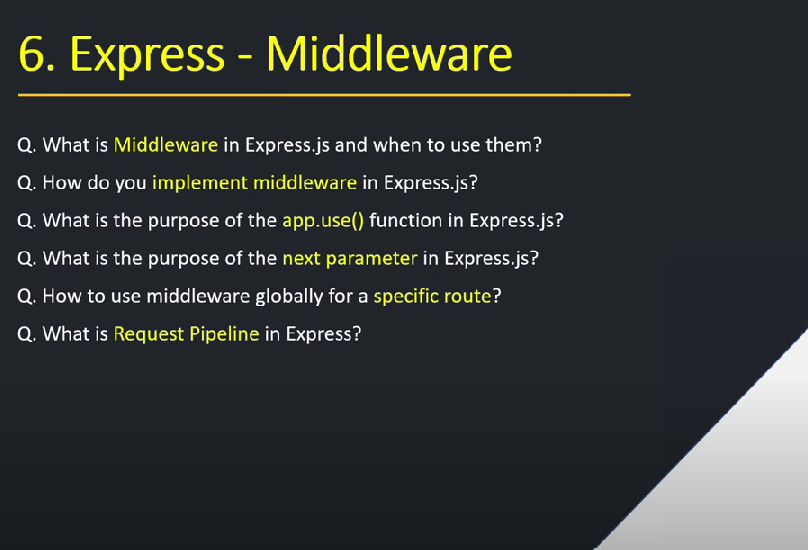 6. Express - Middleware
Q. What is Middleware in Express.js and when to use them?
Q. How do you implement middleware in Express.js?
Q. What is the purpose of the app.use() function in Express.js?
Q. What is the purpose of the next parameter in Express.js?
Q. How to use middleware globally for a specific route?
Q. What is Request Pipeline in Express?